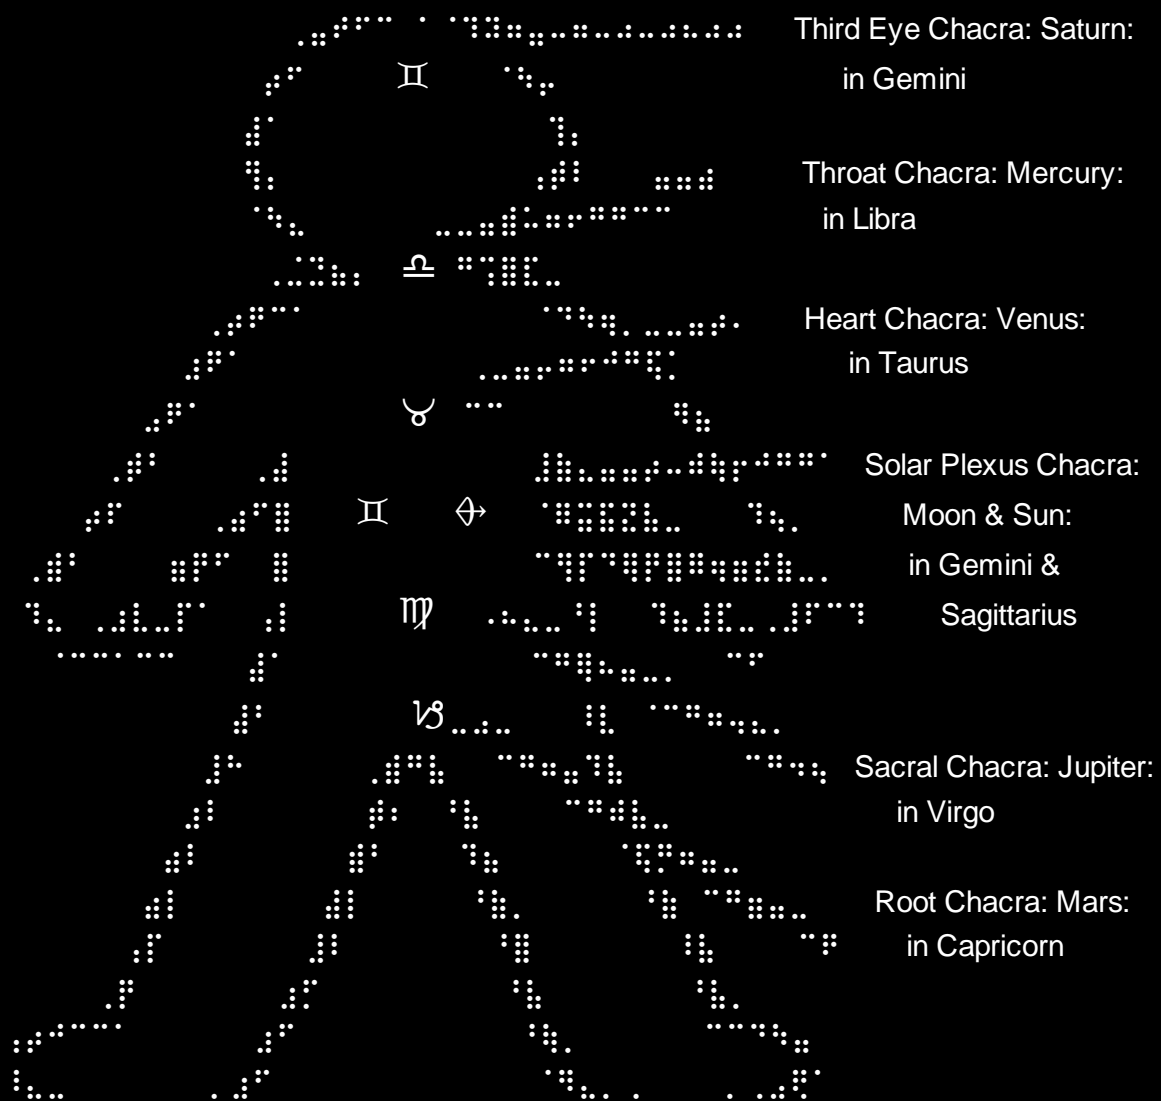 Third Eye Chacra: Saturn:
♊ in Gemini
Throat Chacra: Mercury:
in Libra
♎
Heart Chacra: Venus:
in Taurus
♉
Solar Plexus Chacra:
♊ ♐ Moon & Sun:
in Gemini &
♍ Sagittarius
♑
Sacral Chacra: Jupiter:
in Virgo
Root Chacra: Mars:
in Capricorn